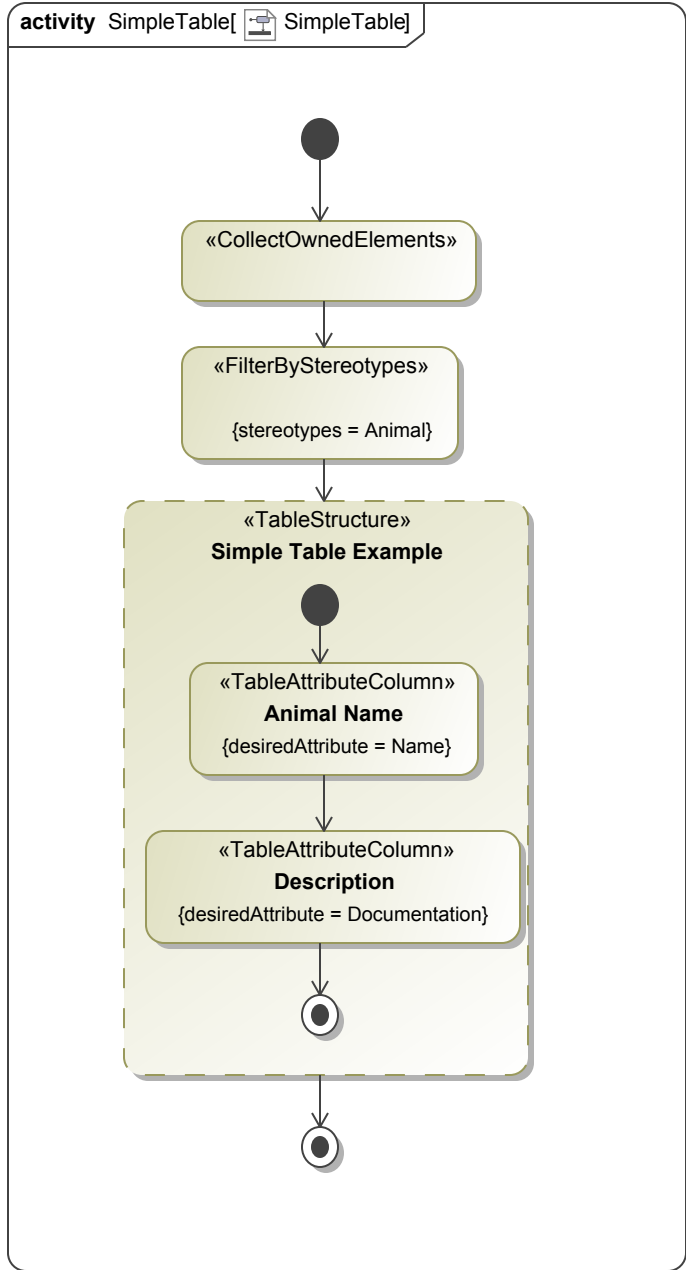 activity SimpleTable[ SimpleTable]
«CollectOwnedElements»
«FilterByStereotypes»
{stereotypes = Animal}
«TableStructure»
Simple Table Example
«TableAttributeColumn»
Animal Name
{desiredAttribute = Name}
«TableAttributeColumn»
Description
{desiredAttribute = Documentation}